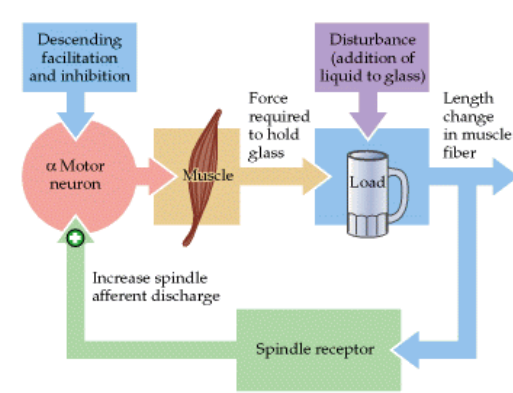 Descending
facilitation
and inhibition
Disturbance
(addition of
liquid to glass)
Force
required
to hold
glass
Length
change
in muscle
fiber
α Motor
neuron
Muscle
Load
Increase spindle
afferent discharge
Spindle receptor